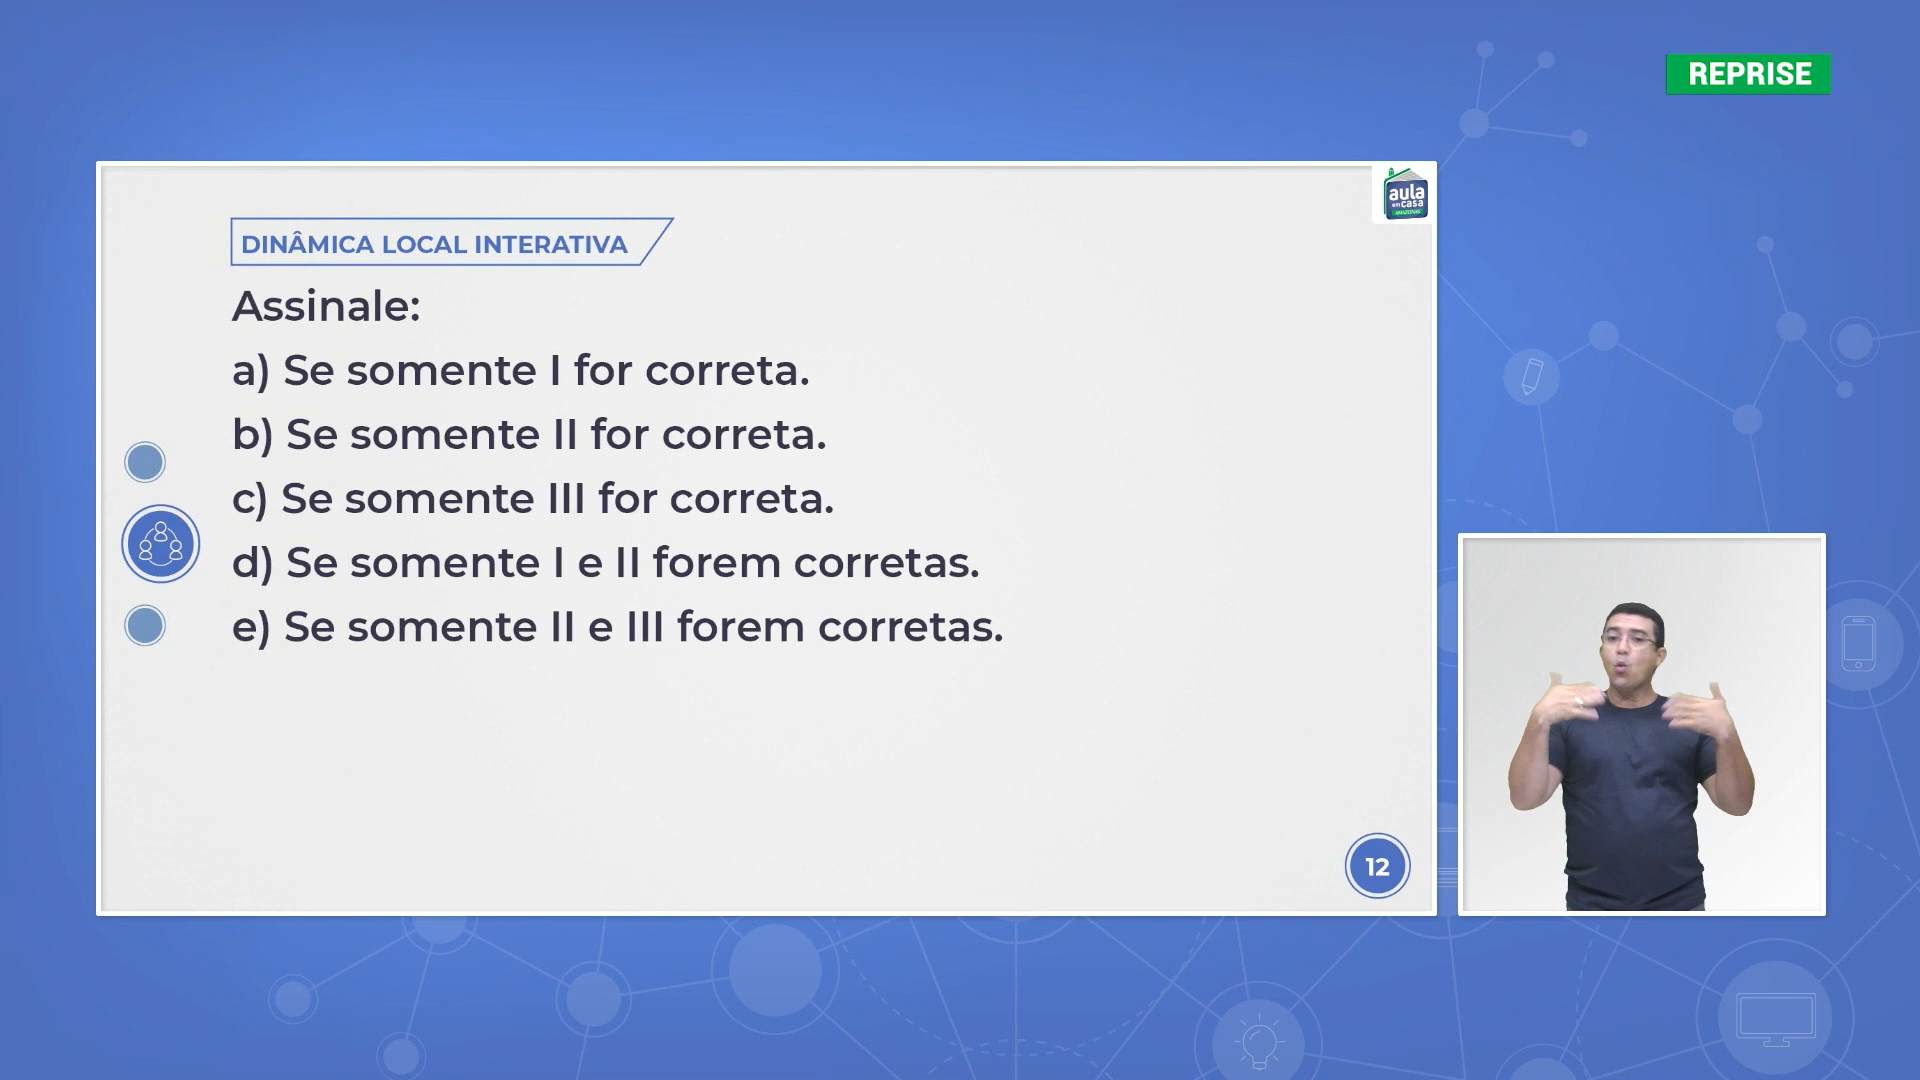 REPRISE
aula
em casa
AMAZONAS
DINÂMICA LOCAL INTERATIVA
Assinale:
a) Se somente I for correta.
b) Se somente II for correta.
c) Se somente III for correta.
d) Se somente I e II forem corretas.
e) Se somente II e III forem corretas.
12